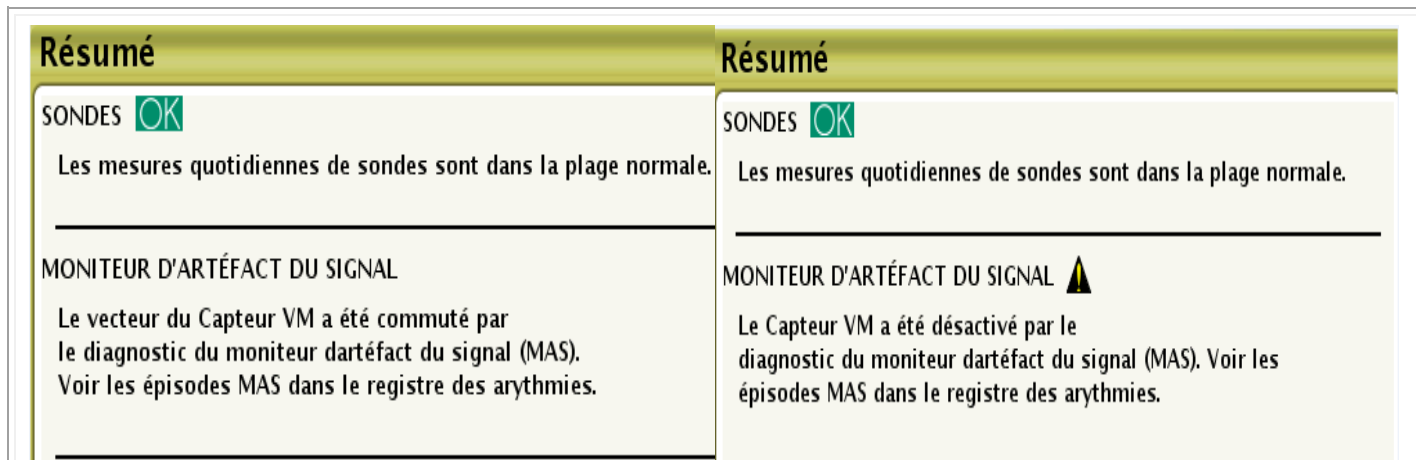 Résumé
SONDES OK
Les mesures quotidiennes de sondes sont dans la plage normale.
MONITEUR D'ARTÉFACT DU SIGNAL
Le vecteur du Capteur VM a été commuté par
le diagnostic du moniteur dartéfact du signal (MAS).
Voir les épisodes MAS dans le registre des arythmies.
Résumé
SONDES OK
Les mesures quotidiennes de sondes sont dans la plage normale.
MONITEUR D'ARTÉFACT DU SIGNAL
Le Capteur VM a été désactivé par le
diagnostic du moniteur dartéfact du signal (MAS). Voir les
épisodes MAS dans le registre des arythmies.